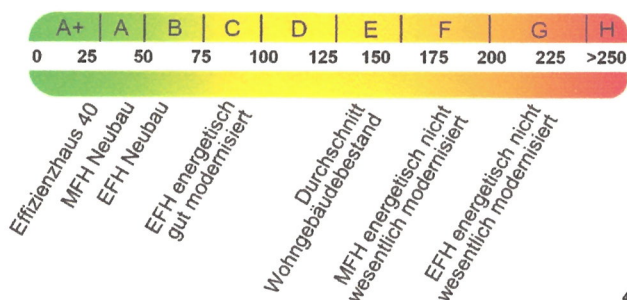 A+ A B C D E F G H
0 25 50 75 100 125 150 175 200 225 >250
Effizienzhaus 40
MFH Neubau
EFH Neubau
EFH energetisch
gut modernisiert
Durchschnitt
Wohngebäudebestand
MFH energetisch nicht
wesentlich modernisiert
EFH energetisch nicht
wesentlich modernisiert